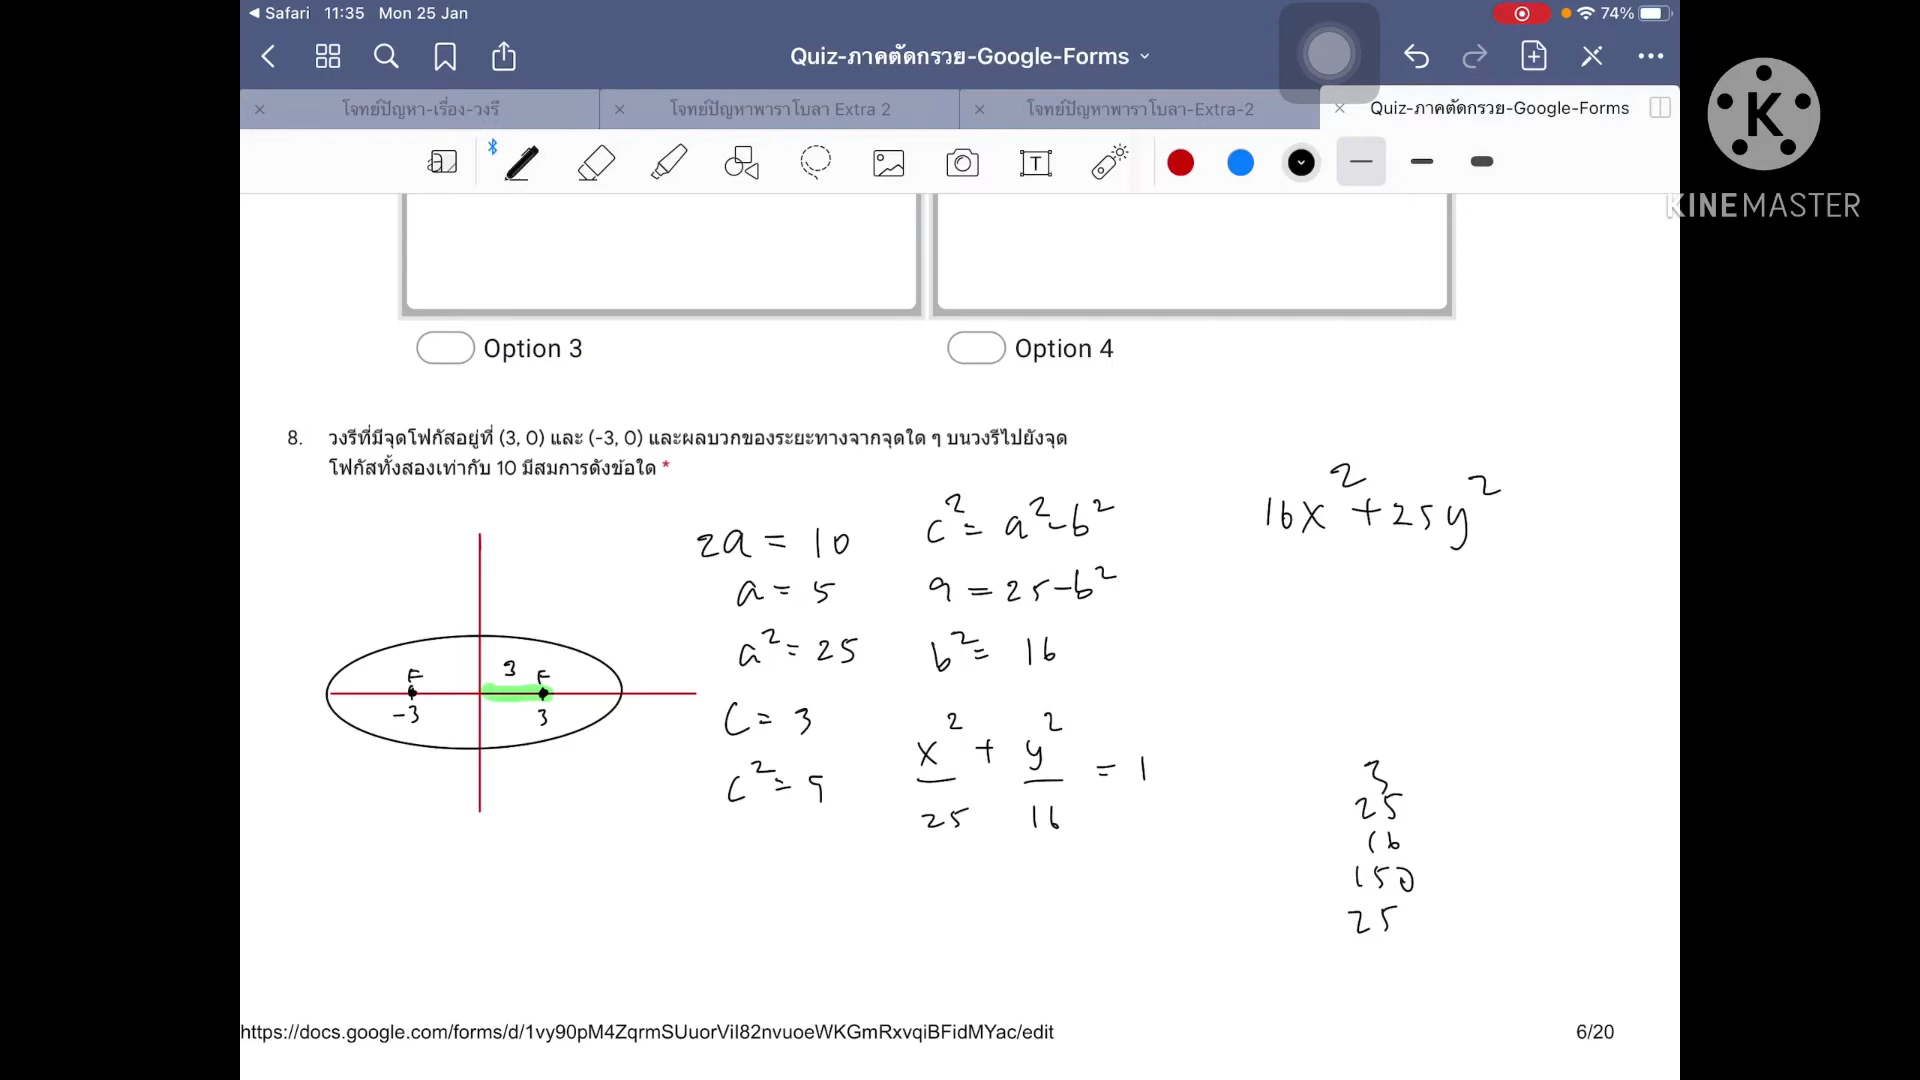 Safari 11:35 Mon 25 Jan
74%
Quiz-ภาคตัดกรวย-Google-Forms
โจทย์ปัญหา-เรื่อง-วงรี
โจทย์ปัญหาพาราโบลา Extra 2
โจทย์ปัญหาพาราโบลา-Extra-2
Quiz-ภาคตัดกรวย-Google-Forms
K
KINEMASTER
Option 3
Option 4
8. วงรีที่มีจุดโฟกัสอยู่ที่ (3, 0) และ (-3, 0) และผลบวกของระยะทางจากจุดใด ๆ บนวงรีไปยังจุด
โฟกัสทั้งสองเท่ากับ 10 มีสมการดังข้อใด *
F
-3
3
F
3
2a = 10
a = 5
a² = 25
c = 3
c² = 9
c² = a² - b²
9 = 25 - b²
b² = 16
x² + y² = 1
25 16
16x² + 25y²
3
25
16
150
25
https://docs.google.com/forms/d/1vy90pM4ZqrmSUuorViI82nvuoeWKGmRxvqiBFidMYac/edit
6/20